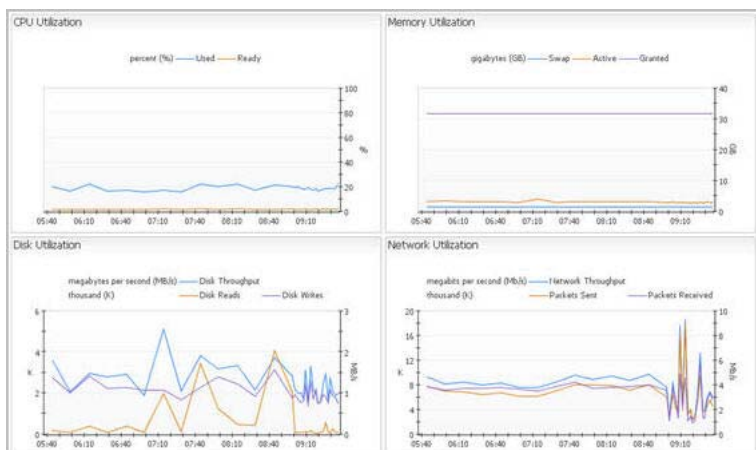 CPU Utilization
percent (%) Used Ready
100
80
60
40
20
0
%
05:40 06:10 06:40 07:10 07:40 08:10 08:40 09:10
Memory Utilization
gigabytes (GB) Swap Active Granted
40
30
20
10
0
GB
05:40 06:10 06:40 07:10 07:40 08:10 08:40 09:10
Disk Utilization
megabytes per second (MB/s) Disk Throughput
thousand (K) Disk Reads Disk Writes
6
4
2
0
K
3
2
1
0
MB/s
05:40 06:10 06:40 07:10 07:40 08:10 08:40 09:10
Network Utilization
megabits per second (Mb/s) Network Throughput
thousand (K) Packets Sent Packets Received
20
16
12
8
4
0
K
10
8
6
4
2
0
Mb/s
05:40 06:10 06:40 07:10 07:40 08:10 08:40 09:10